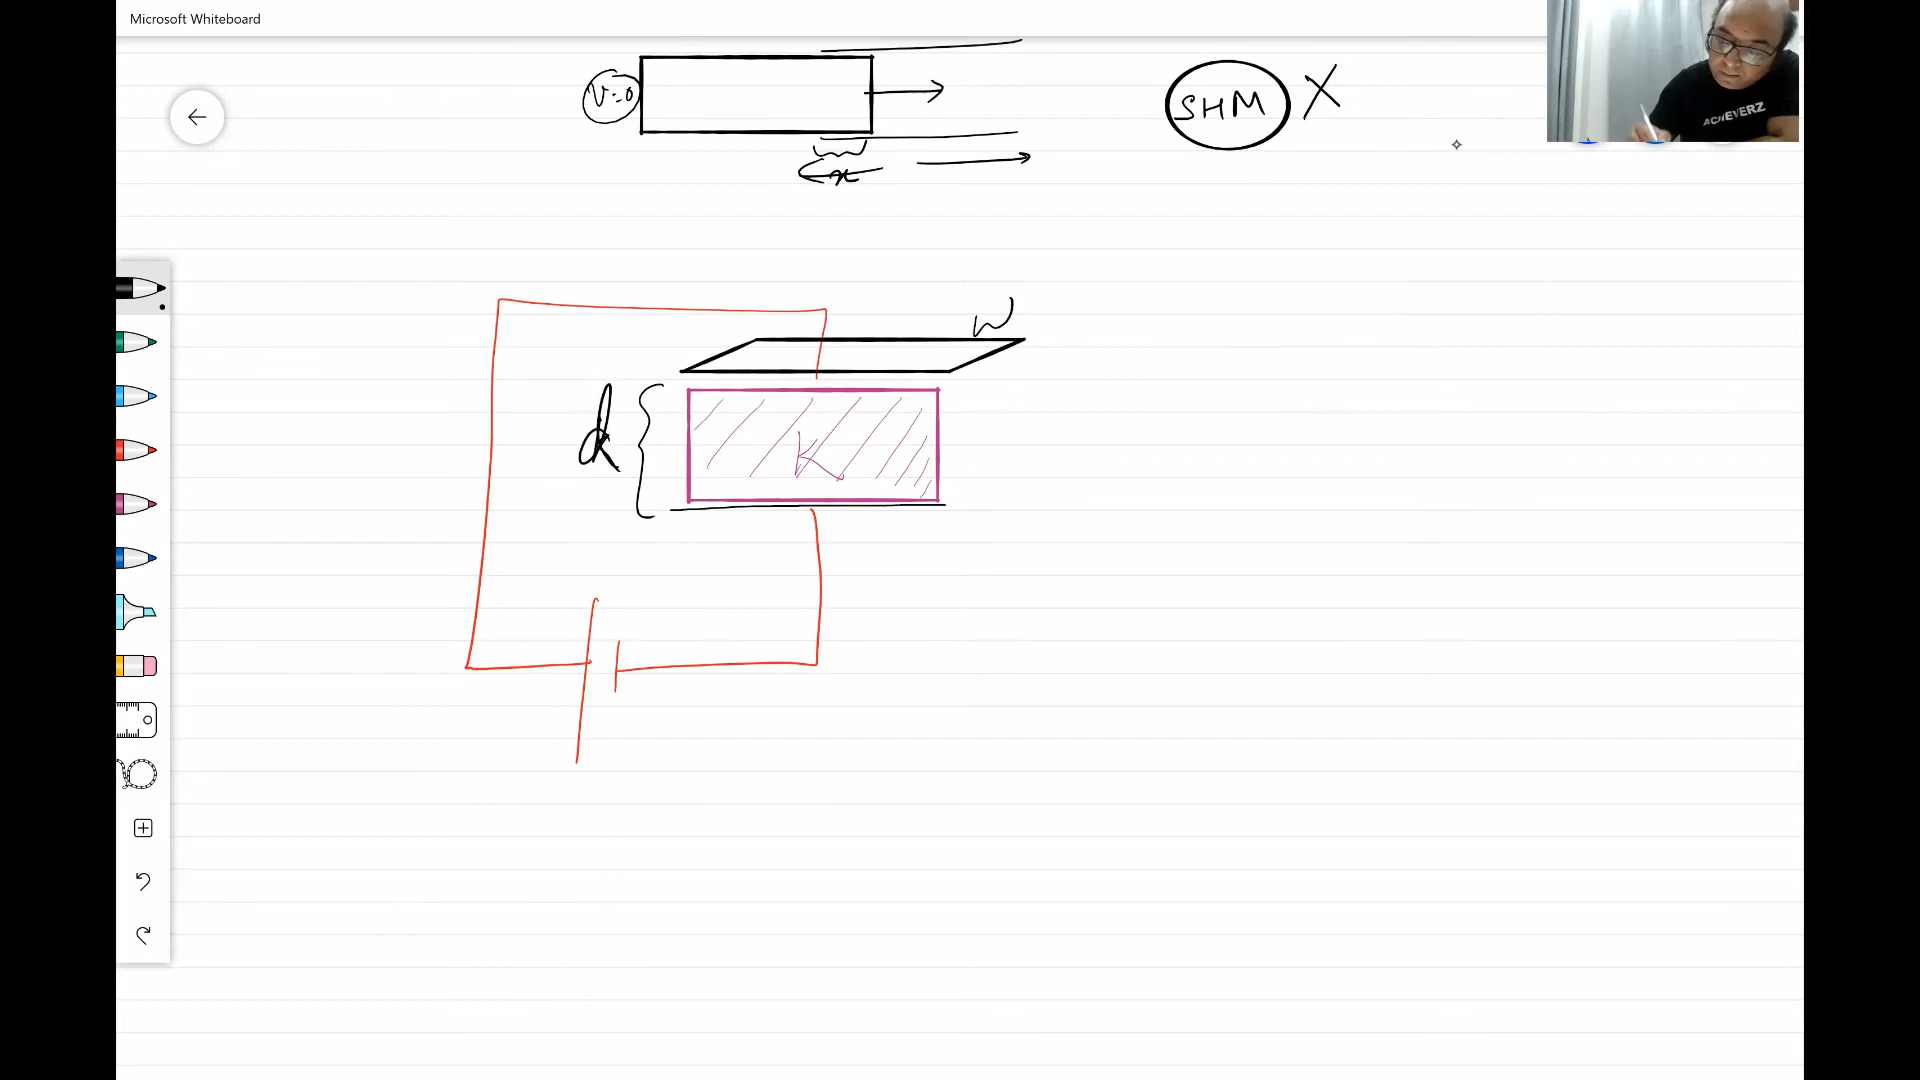 Microsoft Whiteboard
V=0
SHM X
x
ACHIEVERZ
W
d
K